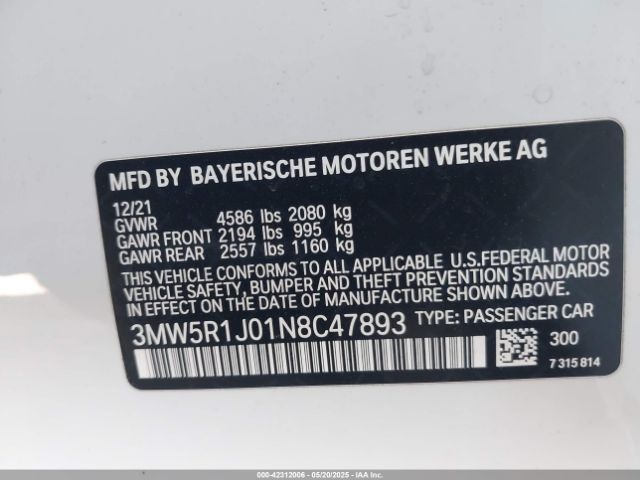 MFD BY BAYERISCHE MOTOREN WERKE AG
12/21
GVWR 4586 lbs 2080 kg
GAWR FRONT 2194 lbs 995 kg
GAWR REAR 2557 lbs 1160 kg
THIS VEHICLE CONFORMS TO ALL APPLICABLE U.S.FEDERAL MOTOR
VEHICLE SAFETY, BUMPER AND THEFT PREVENTION STANDARDS
IN EFFECT ON THE DATE OF MANUFACTURE SHOWN ABOVE.
3MW5R1J01N8C47893 TYPE: PASSENGER CAR
300
7 315 814
000-42312006 - 05/20/2025 - IAAI, Inc.